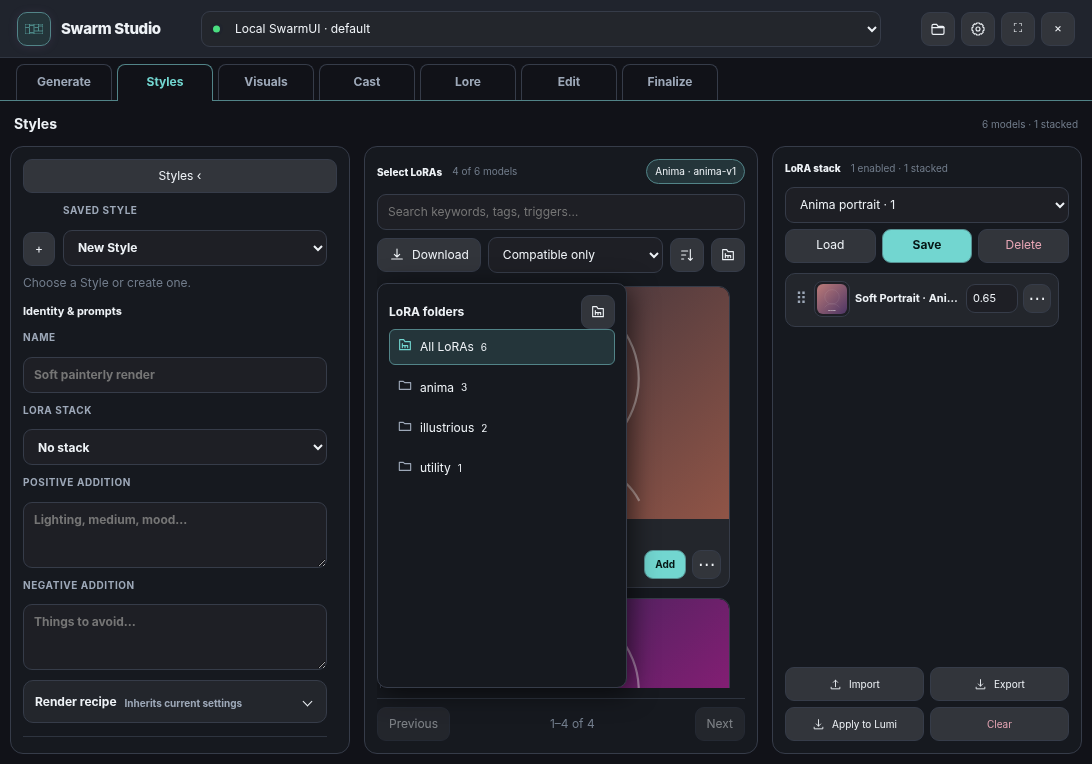 Swarm Studio
Local SwarmUI · default
×
Generate
Styles
Visuals
Cast
Lore
Edit
Finalize
Styles
6 models · 1 stacked
Styles ‹
SAVED STYLE
+
New Style
Choose a Style or create one.
Identity & prompts
NAME
Soft painterly render
LORA STACK
No stack
POSITIVE ADDITION
Lighting, medium, mood...
NEGATIVE ADDITION
Things to avoid...
Render recipe Inherits current settings
Select LoRAs 4 of 6 models
Anima · anima-v1
Search keywords, tags, triggers...
Download
Compatible only
LoRA folders
All LoRAs 6
anima 3
illustrious 2
utility 1
Add
Previous
1–4 of 4
Next
LoRA stack 1 enabled · 1 stacked
Anima portrait · 1
Load
Save
Delete
Soft Portrait · Ani...
0.65
Import
Export
Apply to Lumi
Clear